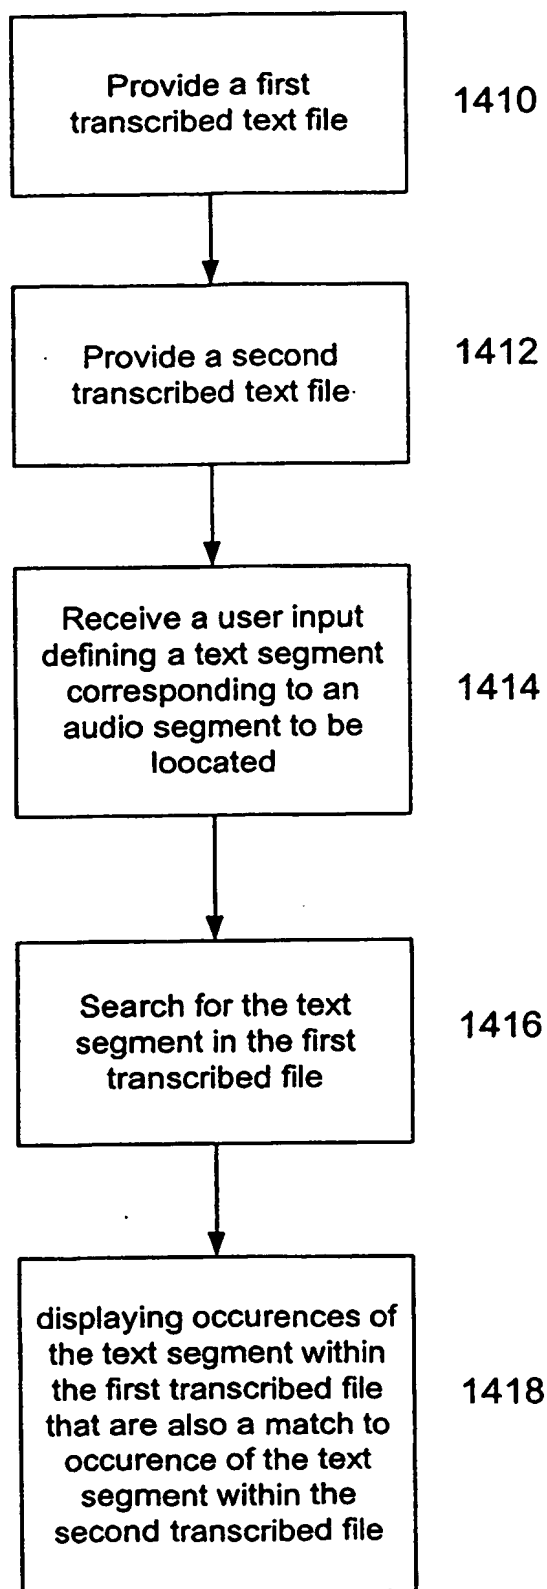 Provide a first
transcribed text file
1410
Provide a second
transcribed text file
1412
Receive a user input
defining a text segment
corresponding to an
audio segment to be
loocated
1414
Search for the text
segment in the first
transcribed file
1416
displaying occurences of
the text segment within
the first transcribed file
that are also a match to
occurence of the text
segment within the
second transcribed file
1418